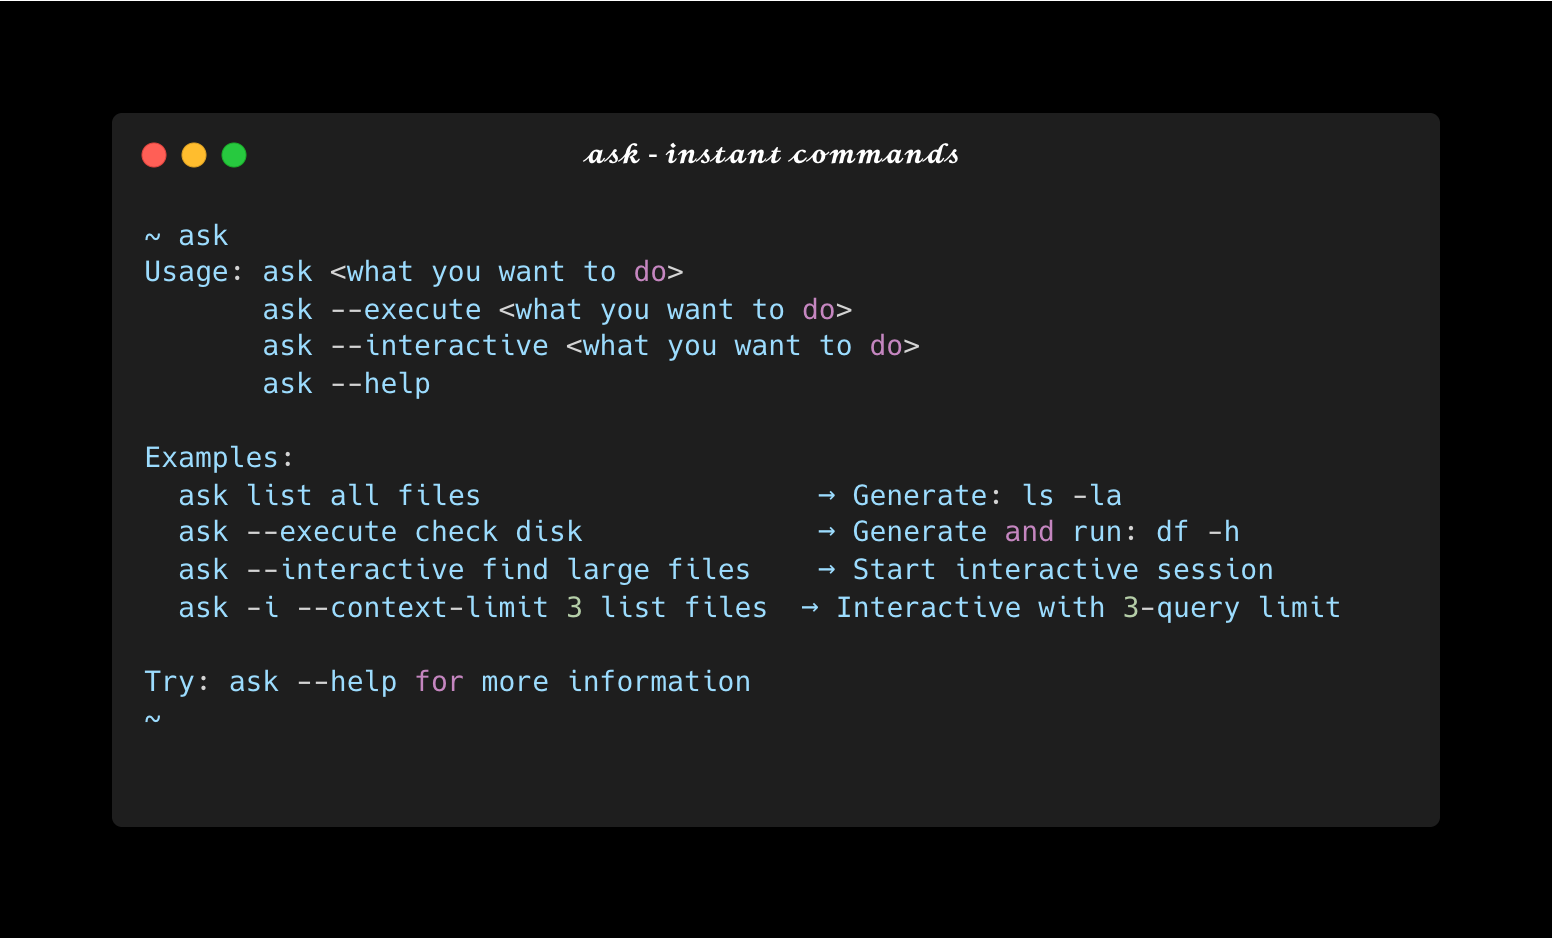 ask - instant commands
~ ask
Usage: ask <what you want to do>
       ask --execute <what you want to do>
       ask --interactive <what you want to do>
       ask --help

Examples:
  ask list all files                    → Generate: ls -la
  ask --execute check disk              → Generate and run: df -h
  ask --interactive find large files    → Start interactive session
  ask -i --context-limit 3 list files  → Interactive with 3-query limit

Try: ask --help for more information
~